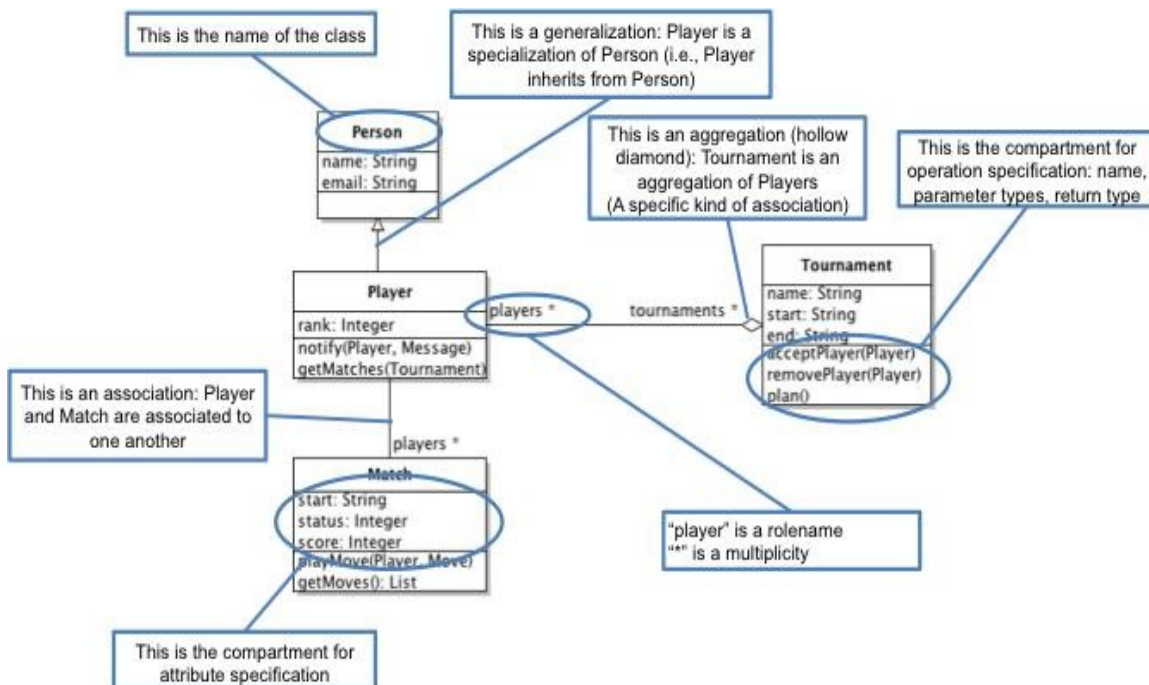 This is the name of the class
This is a generalization: Player is a
specialization of Person (i.e., Player
inherits from Person)
Person
name: String
email: String
This is an aggregation (hollow
diamond): Tournament is an
aggregation of Players
(A specific kind of association)
This is the compartment for
operation specification: name,
parameter types, return type
Player
rank: Integer
notify(Player, Message)
getMatches(Tournament)
players *
tournaments *
Tournament
name: String
start: String
end: String
acceptPlayer(Player)
removePlayer(Player)
plan()
This is an association: Player
and Match are associated to
one another
players *
Match
start: String
status: Integer
score: Integer
playMove(Player, Move)
getMoves(): List
"player" is a rolename
"*" is a multiplicity
This is the compartment for
attribute specification